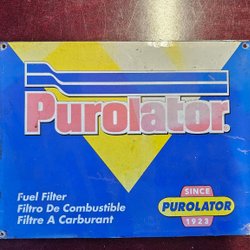 Purolator®
Fuel Filter
Filtro De Combustible
Filtre A Carburant
SINCE
PUROLATOR
1923